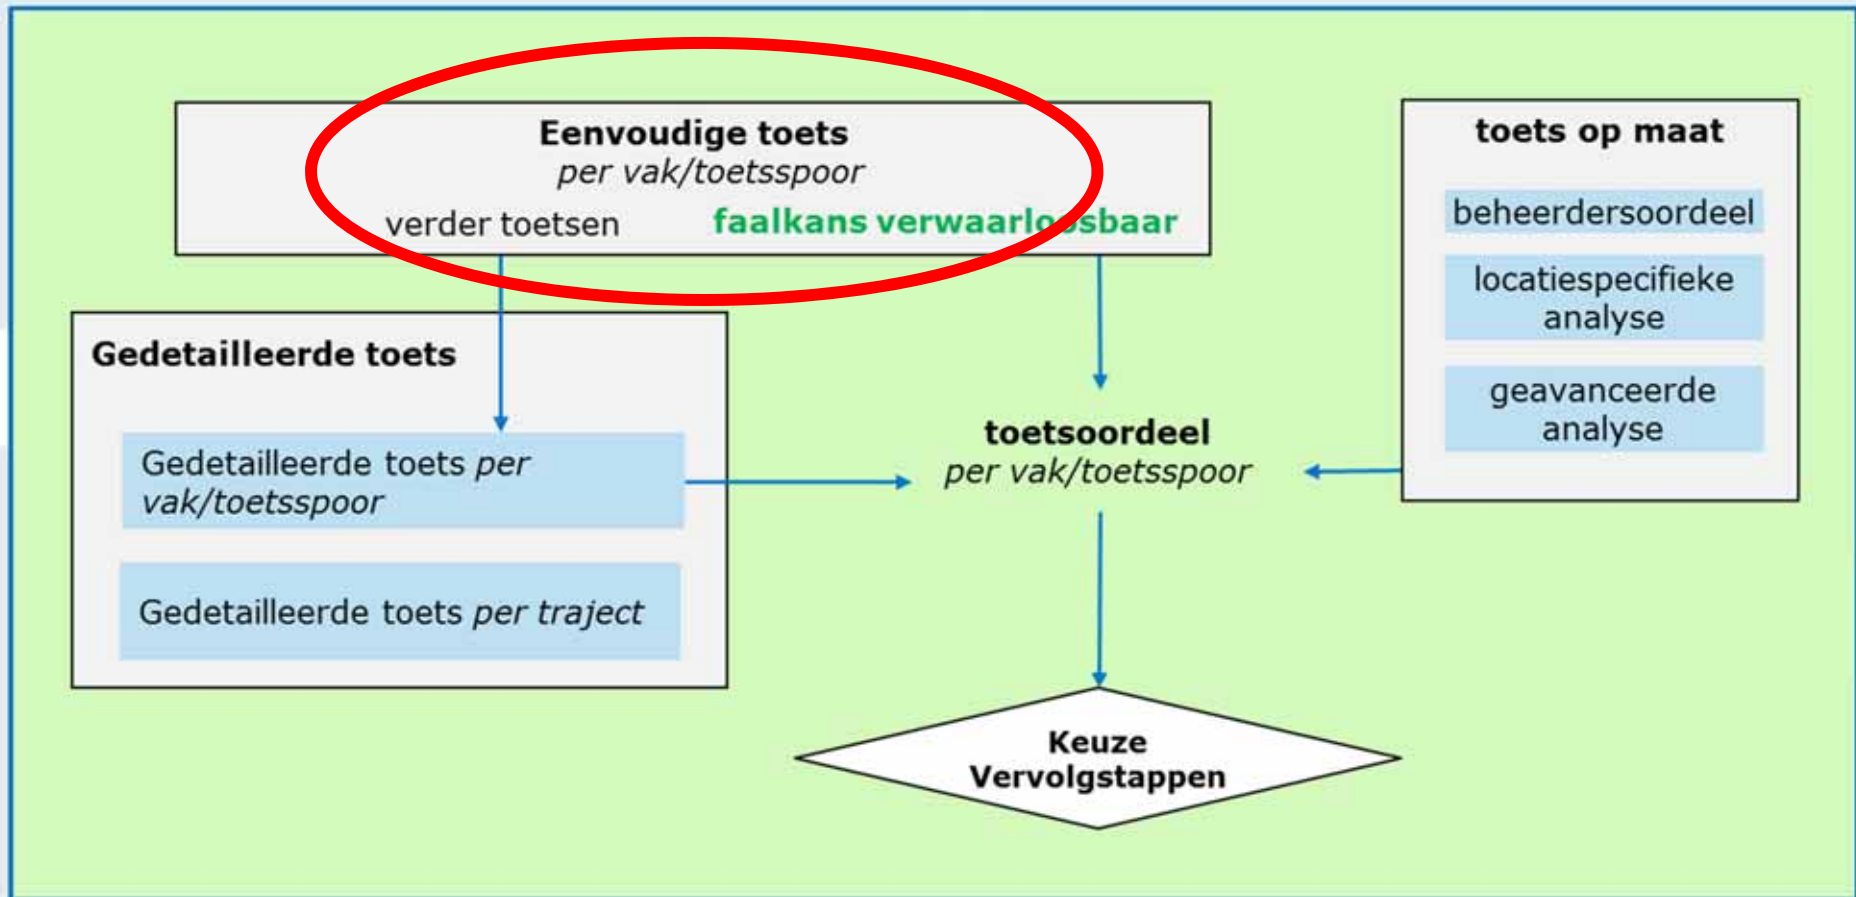 Eenvoudige toets
per vak/toetsspoor
verder toetsen
faalkans verwaarloosbaar
toets op maat
beheerdersoordeel
locatiespecifieke
analyse
geavanceerde
analyse
Gedetailleerde toets
Gedetailleerde toets per
vak/toetsspoor
Gedetailleerde toets per traject
toetsoordeel
per vak/toetsspoor
Keuze
Vervolgstappen